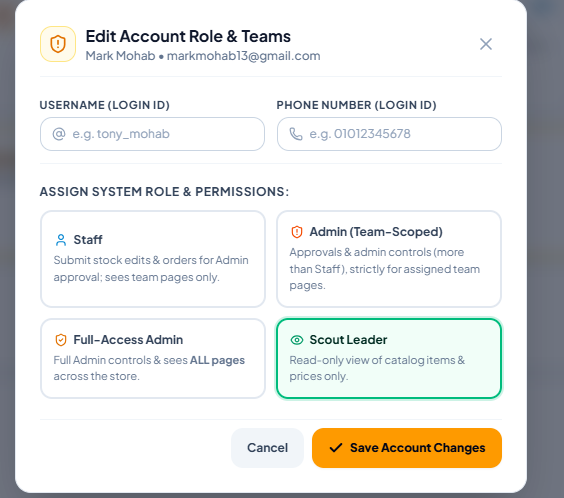 Edit Account Role & Teams
Mark Mohab • markmohab13@gmail.com
USERNAME (LOGIN ID)
PHONE NUMBER (LOGIN ID)
@ e.g. tony_mohab
e.g. 01012345678
ASSIGN SYSTEM ROLE & PERMISSIONS:
Staff
Submit stock edits & orders for Admin
approval; sees team pages only.
Admin (Team-Scoped)
Approvals & admin controls (more
than Staff), strictly for assigned team
pages.
Full-Access Admin
Full Admin controls & sees ALL pages
across the store.
Scout Leader
Read-only view of catalog items &
prices only.
Cancel
Save Account Changes